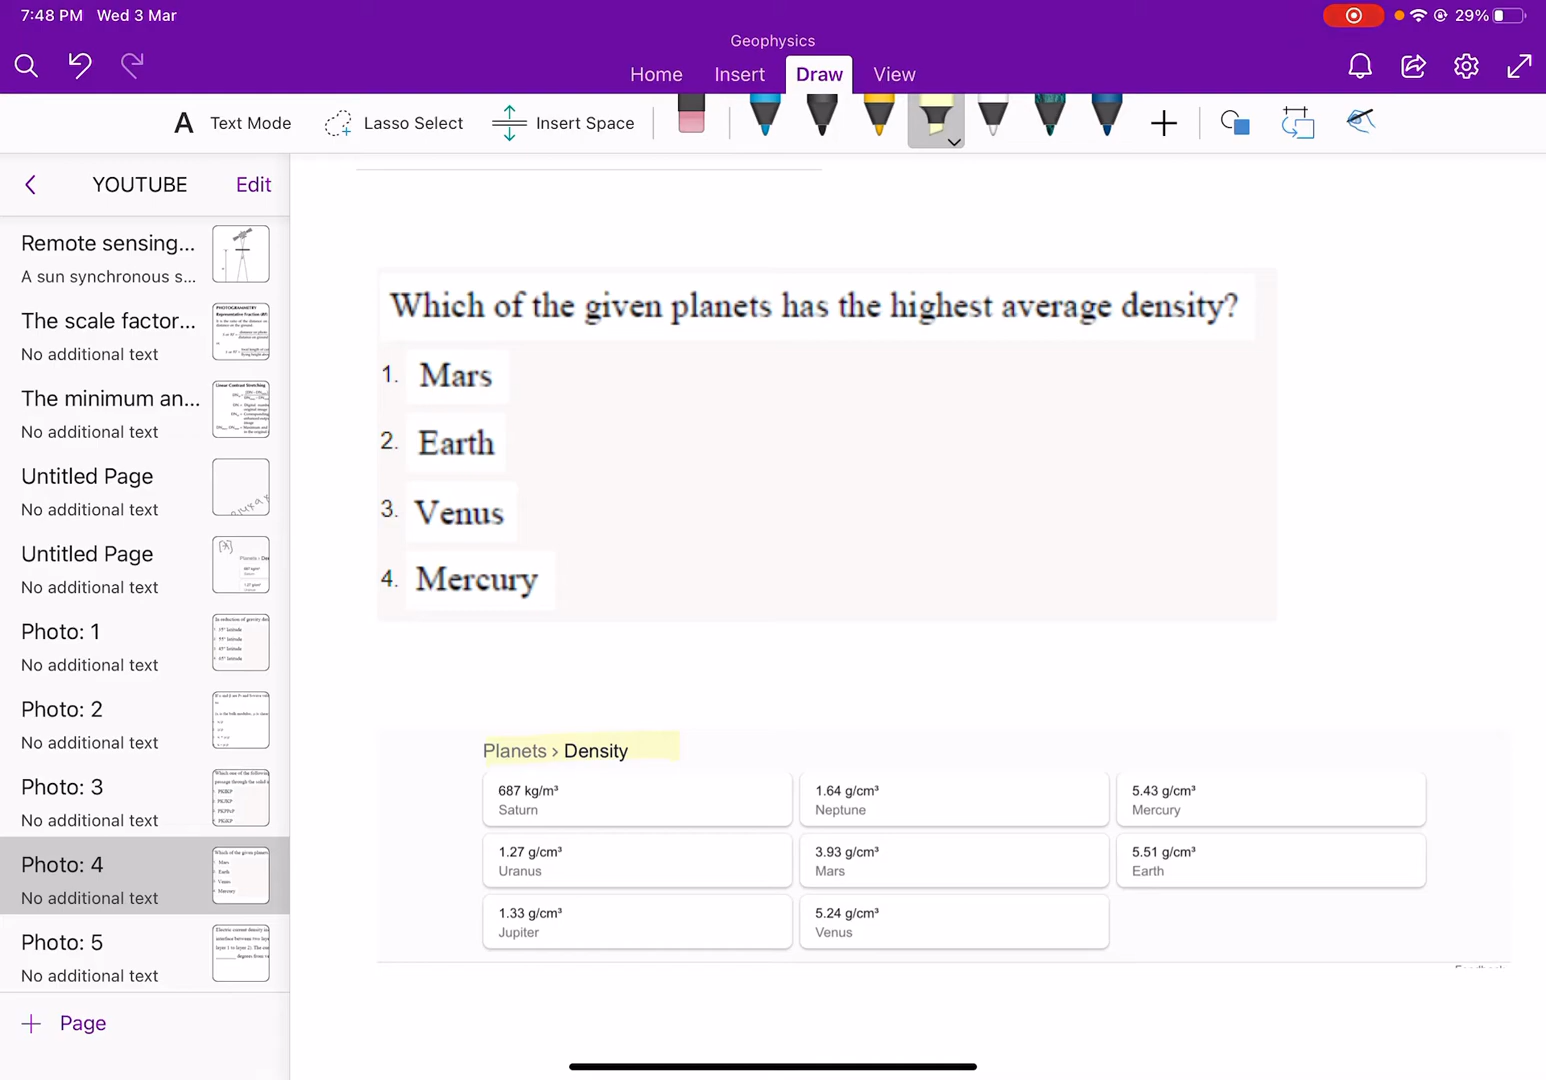 7:48 PM Wed 3 Mar
29%
Geophysics
Home Insert Draw View
A Text Mode Lasso Select Insert Space
YOUTUBE Edit
Remote sensing...
A sun synchronous s...
The scale factor...
No additional text
The minimum an...
No additional text
Untitled Page
No additional text
Untitled Page
No additional text
Photo: 1
No additional text
Photo: 2
No additional text
Photo: 3
No additional text
Photo: 4
No additional text
Photo: 5
No additional text
+ Page
Which of the given planets has the highest average density?
1. Mars
2. Earth
3. Venus
4. Mercury
Planets › Density
687 kg/m³ 1.64 g/cm³ 5.43 g/cm³
Saturn Neptune Mercury
1.27 g/cm³ 3.93 g/cm³ 5.51 g/cm³
Uranus Mars Earth
1.33 g/cm³ 5.24 g/cm³
Jupiter Venus